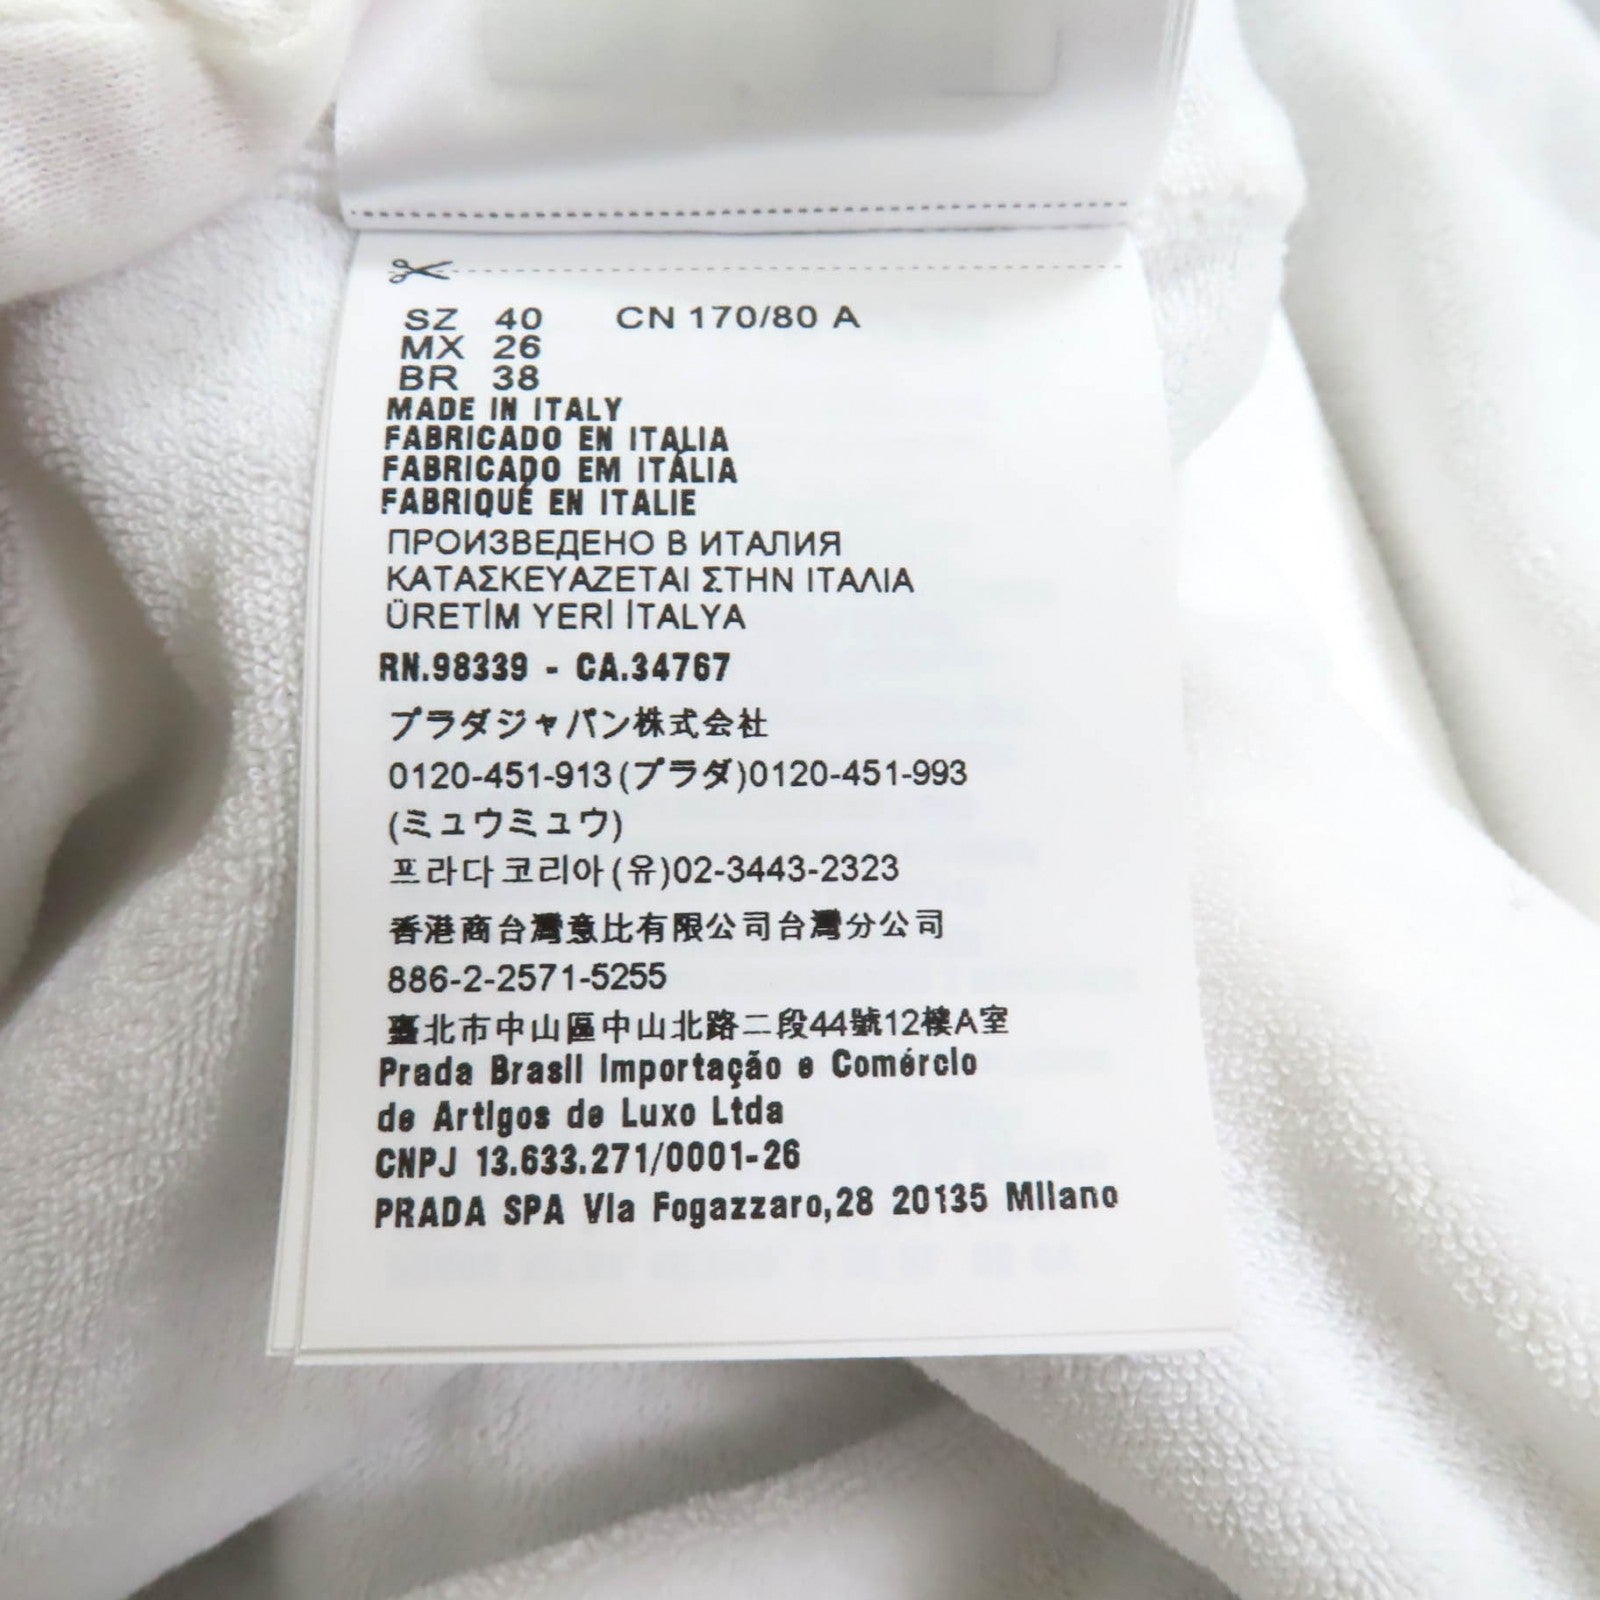 SZ 40 CN 170/80 A
MX 26
BR 38
MADE IN ITALY
FABRICADO EN ITALIA
FABRICADO EM ITÁLIA
FABRIQUÉ EN ITALIE
ПРОИЗВЕДЕНО В ИТАЛИЯ
ΚΑΤΑΣΚΕΥΑΖΕΤΑΙ ΣΤΗΝ ΙΤΑΛΙΑ
ÜRETİM YERİ İTALYA
RN.98339 - CA.34767
プラダジャパン株式会社
0120-451-913(プラダ)0120-451-993
(ミュウミュウ)
프라다코리아(유)02-3443-2323
香港商台灣意比有限公司台灣分公司
886-2-2571-5255
臺北市中山區中山北路二段44號12樓A室
Prada Brasil Importação e Comércio
de Artigos de Luxo Ltda
CNPJ 13.633.271/0001-26
PRADA SPA Via Fogazzaro,28 20135 Milano